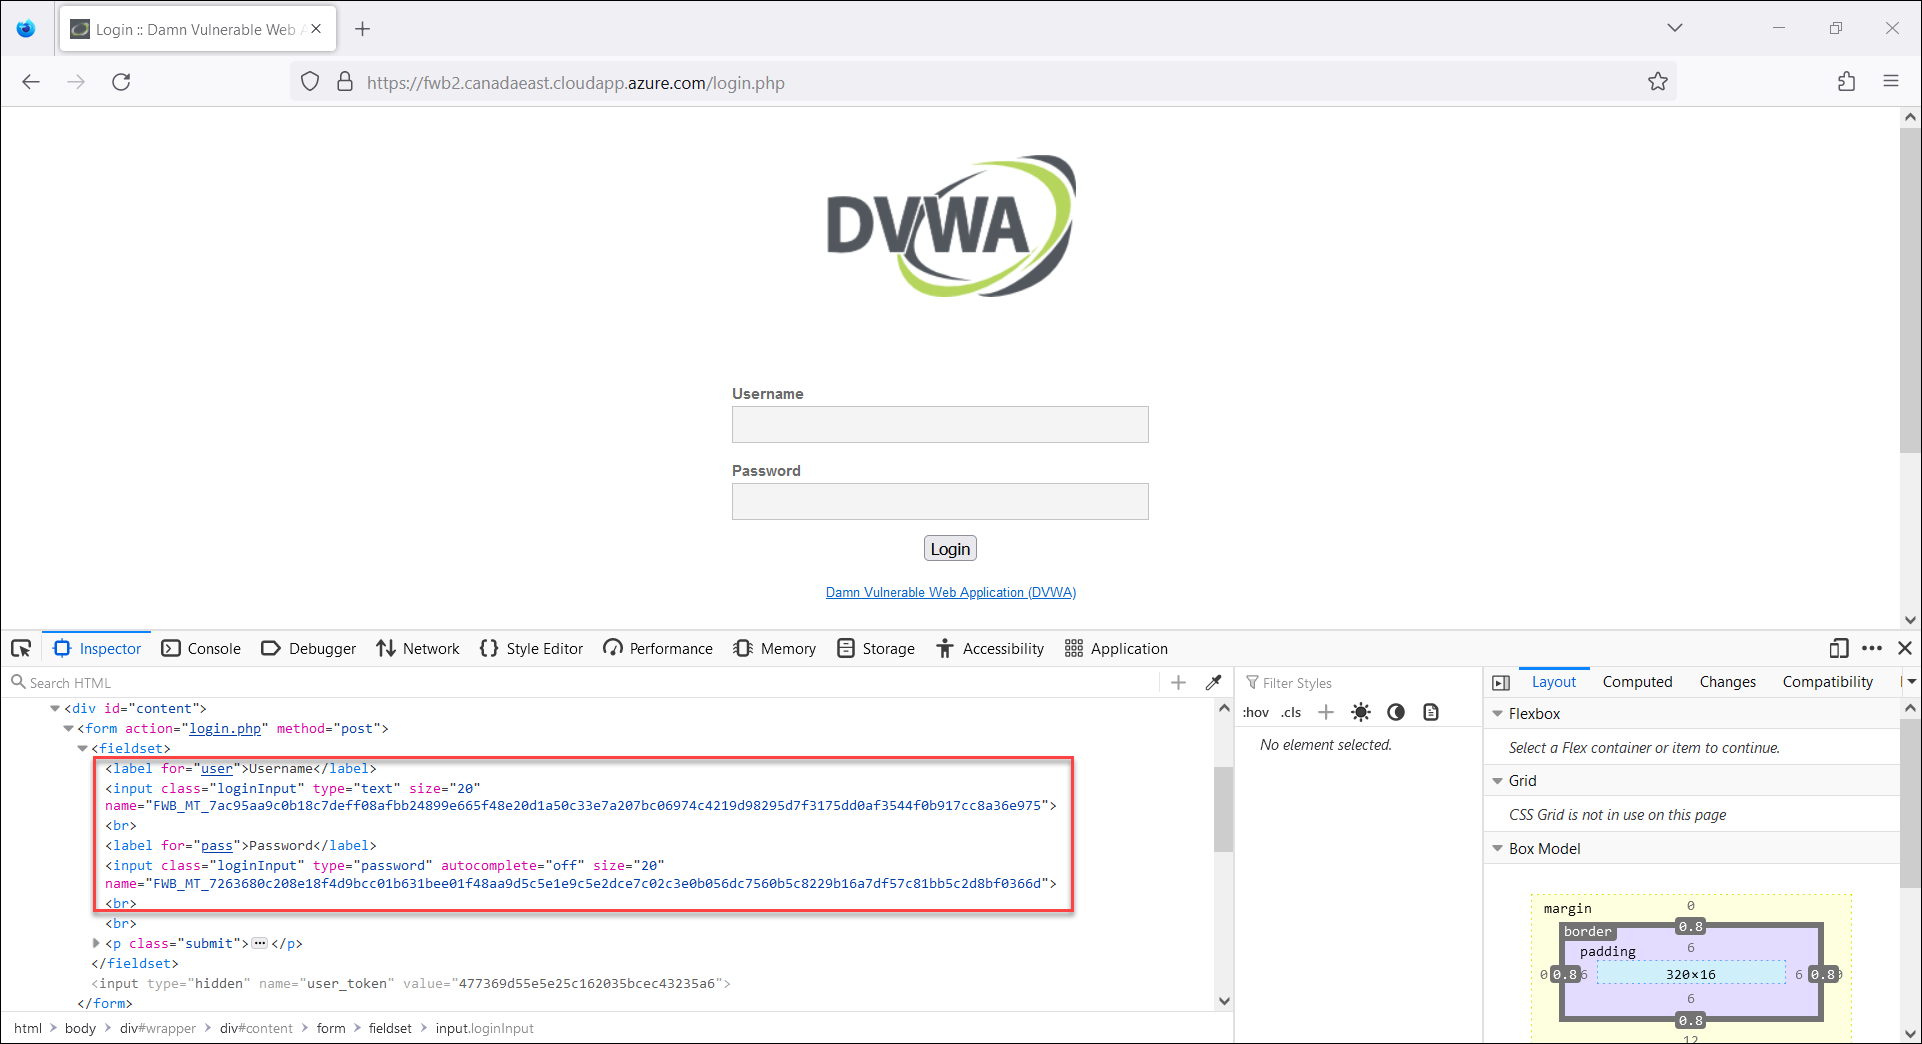 Login :: Damn Vulnerable Web A
https://fwb2.canadaeast.cloudapp.azure.com/login.php
DVWA
Username
Password
Login
Damn Vulnerable Web Application (DVWA)
Inspector Console Debugger Network Style Editor Performance Memory Storage Accessibility Application
Search HTML
<div id="content">
<form action="login.php" method="post">
<fieldset>
<label for="user">Username</label>
<input class="loginInput" type="text" size="20"
name="FWB_MT_7ac95aa9c0b18c7deff08afbb24899e665f48e20d1a50c33e7a207bc06974c4219d98295d7f3175dd0af3544f0b917cc8a36e975">
<br>
<label for="pass">Password</label>
<input class="loginInput" type="password" autocomplete="off" size="20"
name="FWB_MT_7263680c208e18f4d9bcc01b631bee01f48aa9d5c5e1e9c5e2dce7c02c3e0b056dc7560b5c8229b16a7df57c81bb5c2d8bf0366d">
<br>
<br>
<p class="submit"></p>
</fieldset>
<input type="hidden" name="user_token" value="477369d55e5e25c162035bcec43235a6">
</form>
html body div#wrapper div#content form fieldset input.loginInput
Filter Styles
:hov .cls
No element selected.
Layout Computed Changes Compatibility
Flexbox
Select a Flex container or item to continue.
Grid
CSS Grid is not in use on this page
Box Model
margin 0
border 0.8
padding 6
0 0.8 6 320×16 6 0.8 0
6
0.8
12